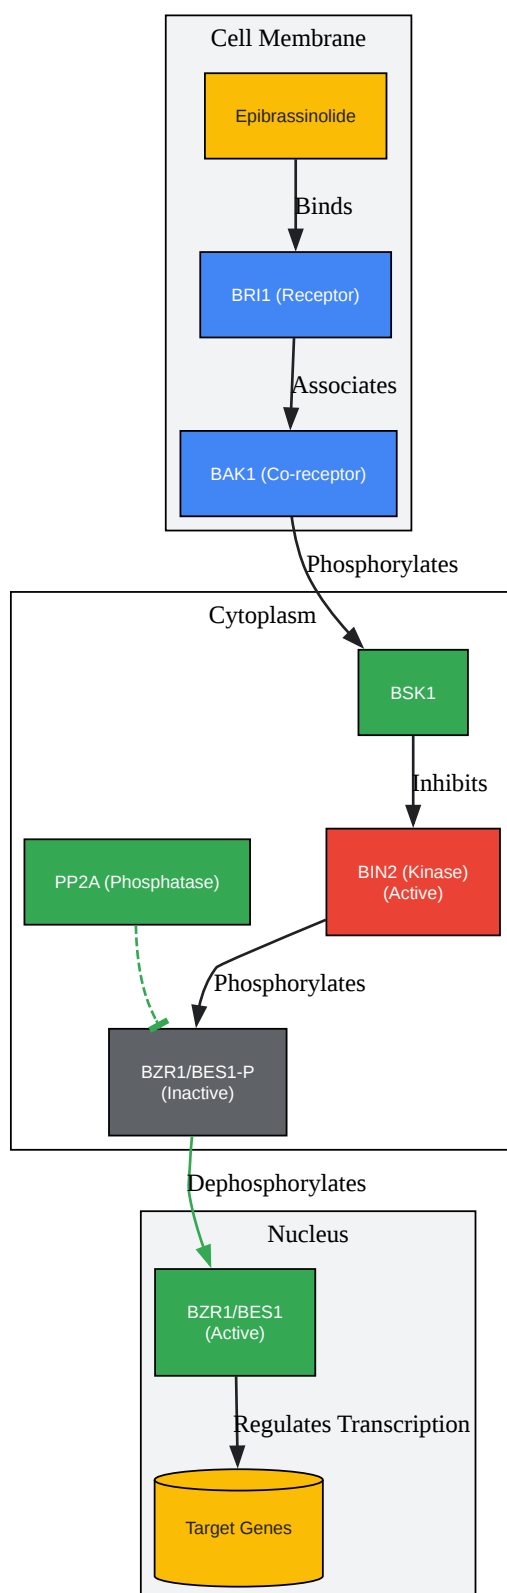 Cell Membrane
Epibrassinolide
Binds
BRI1 (Receptor)
Associates
BAK1 (Co-receptor)
Phosphorylates
Cytoplasm
BSK1
Inhibits
PP2A (Phosphatase)
BIN2 (Kinase)
(Active)
Phosphorylates
BZR1/BES1-P
(Inactive)
Dephosphorylates
Nucleus
BZR1/BES1
(Active)
Regulates Transcription
Target Genes